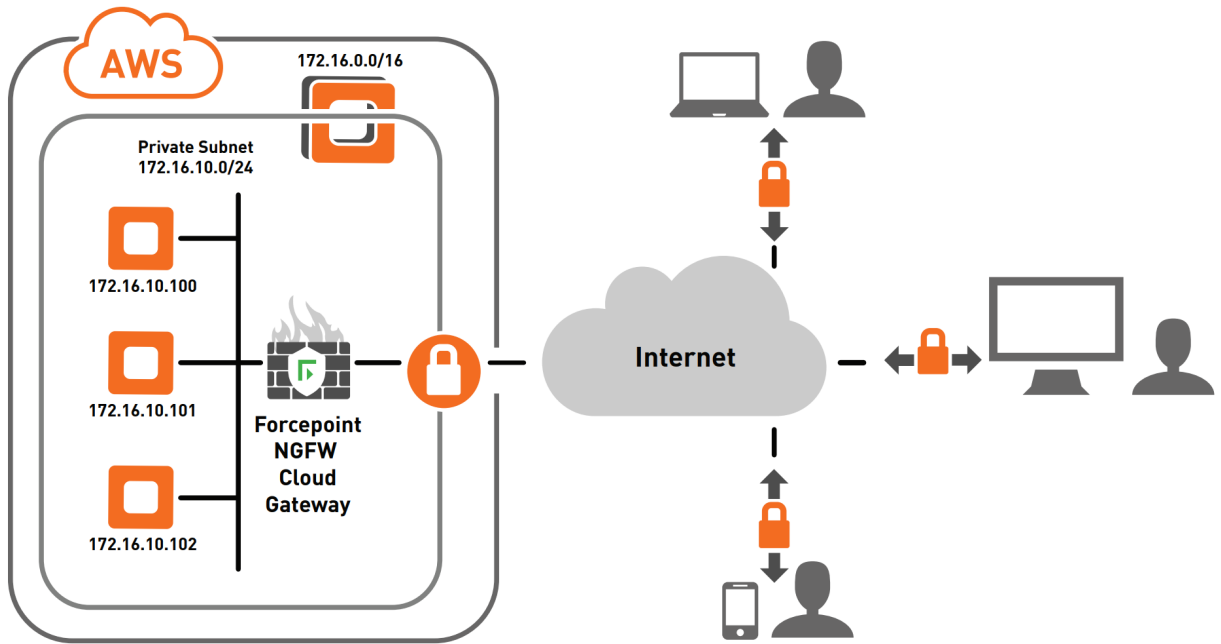 AWS
172.16.0.0/16
Private Subnet
172.16.10.0/24
172.16.10.100
172.16.10.101
172.16.10.102
Forcepoint
NGFW
Cloud
Gateway
Internet